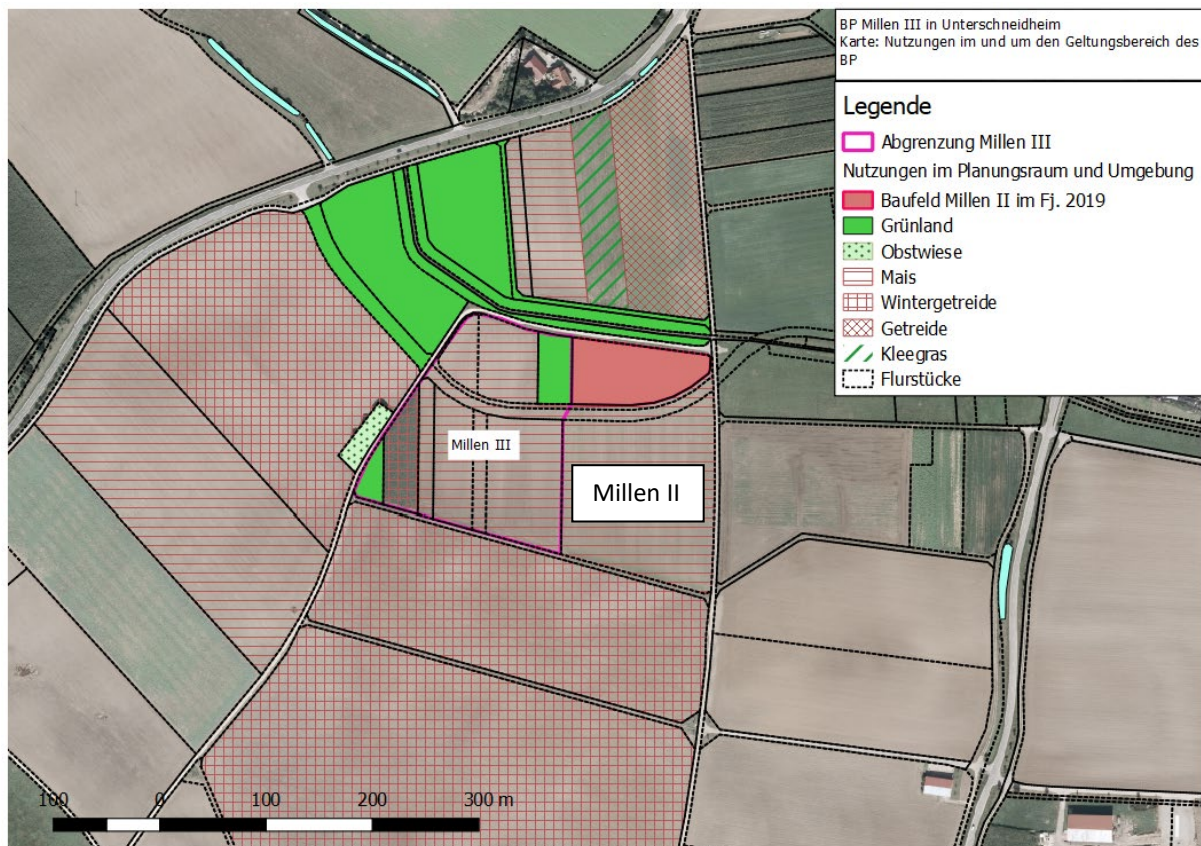 BP Millen III in Unterschneidheim
Karte: Nutzungen im und um den Geltungsbereich des
BP
Legende
Abgrenzung Millen III
Nutzungen im Planungsraum und Umgebung
Baufeld Millen II im Fj. 2019
Grünland
Obstwiese
Mais
Wintergetreide
Getreide
Kleegras
Flurstücke
Millen III
Millen II
100 0 100 200 300 m